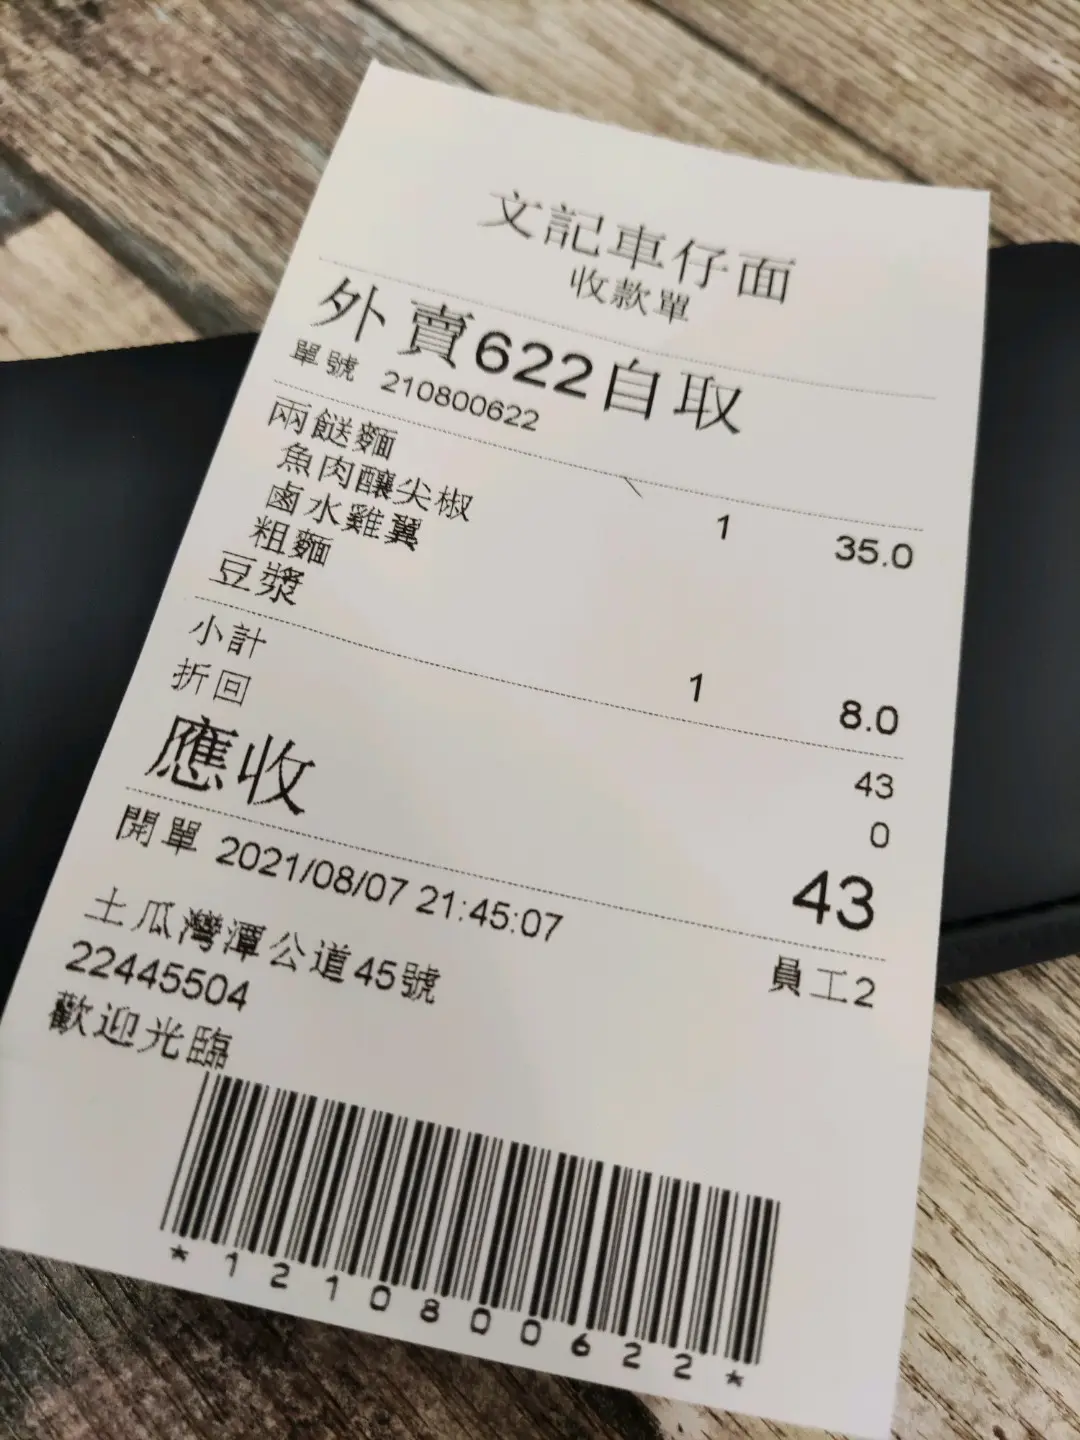 文記車仔面
收款單
外賣622自取
單號 210800622
兩餸麵 1 35.0
魚肉釀尖椒
鹵水雞翼
粗麵
豆漿 1 8.0
小計 43
折回 0
應收 43
開單 2021/08/07 21:45:07 員工2
土瓜灣潭公道45號
22445504
歡迎光臨
*1210800622*